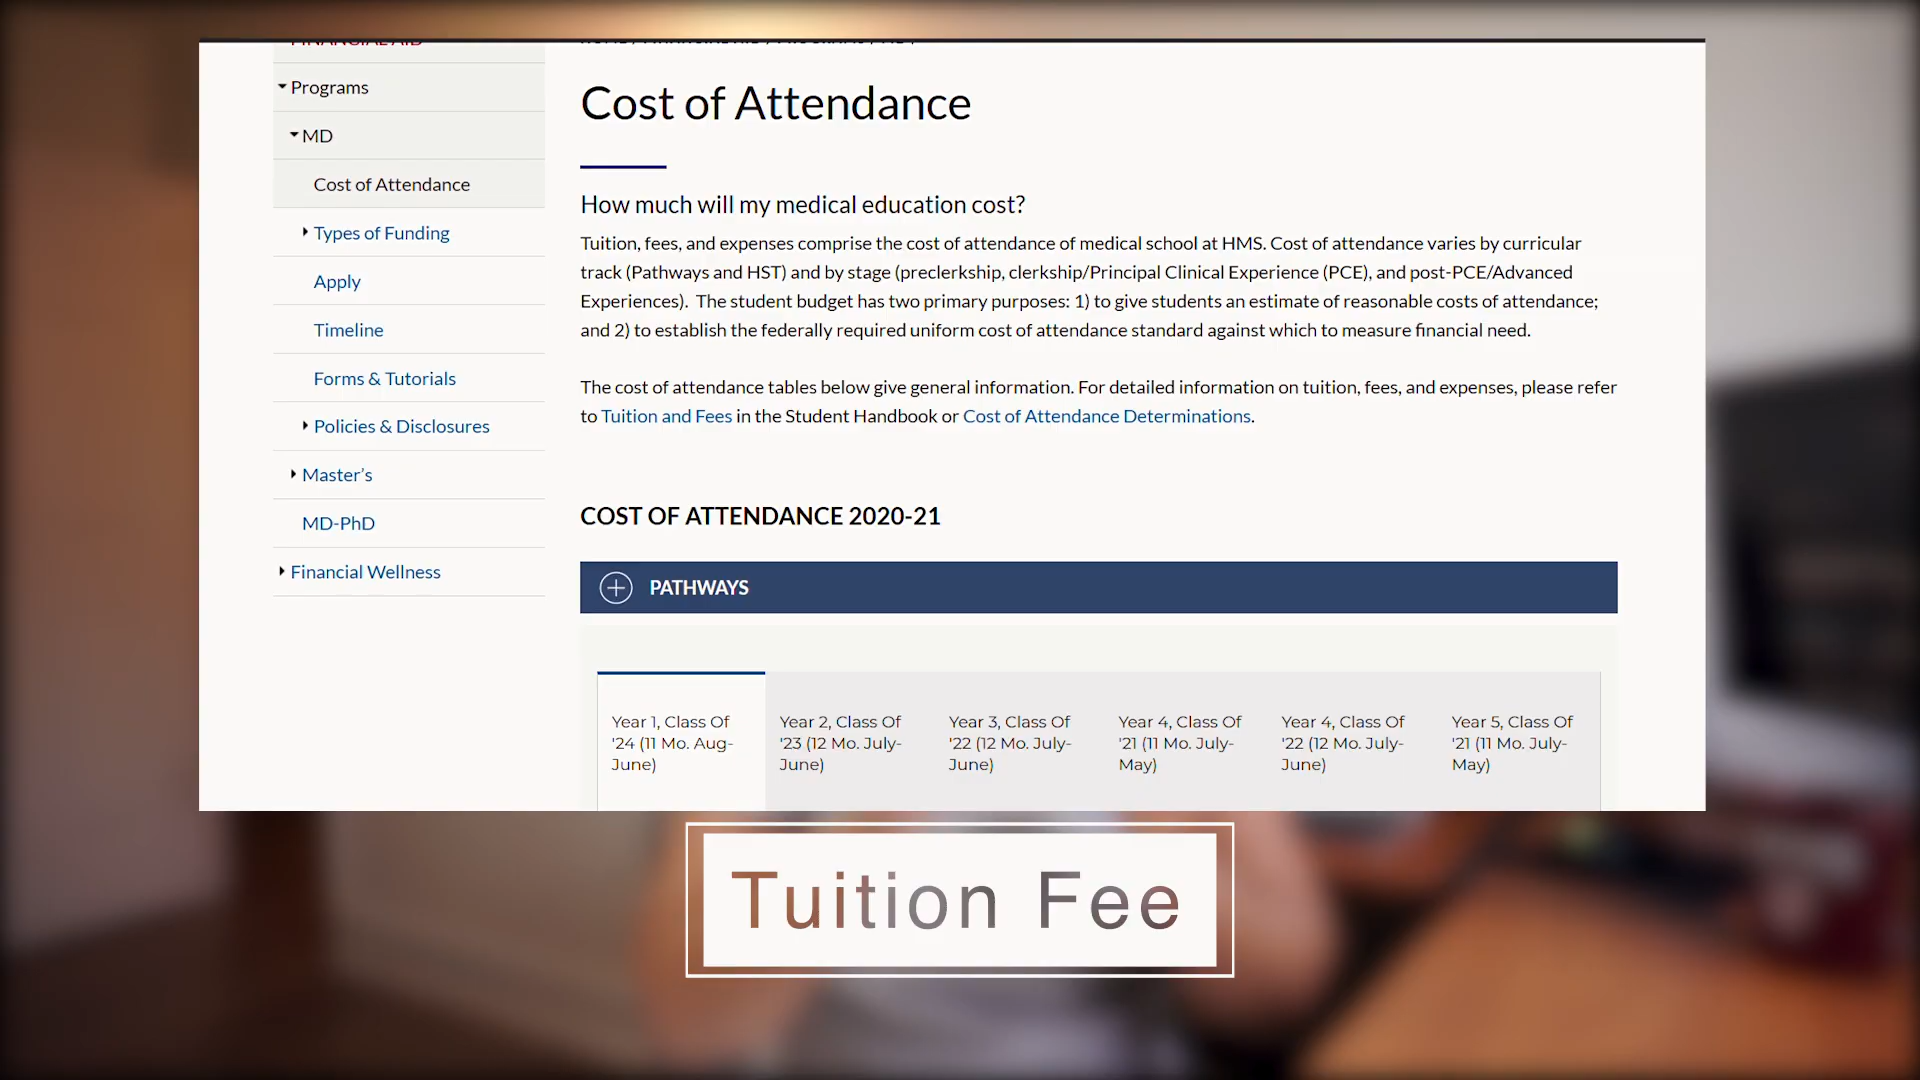 FINANCIAL AID
HOME / FINANCIAL AID / PROGRAMS / MD /
Programs
MD
Cost of Attendance
Types of Funding
Apply
Timeline
Forms & Tutorials
Policies & Disclosures
Master’s
MD-PhD
Financial Wellness
Cost of Attendance
How much will my medical education cost?
Tuition, fees, and expenses comprise the cost of attendance of medical school at HMS. Cost of attendance varies by curricular
track (Pathways and HST) and by stage (preclerkship, clerkship/Principal Clinical Experience (PCE), and post-PCE/Advanced
Experiences).  The student budget has two primary purposes: 1) to give students an estimate of reasonable costs of attendance;
and 2) to establish the federally required uniform cost of attendance standard against which to measure financial need.
The cost of attendance tables below give general information. For detailed information on tuition, fees, and expenses, please refer
to Tuition and Fees in the Student Handbook or Cost of Attendance Determinations.
COST OF ATTENDANCE 2020-21
PATHWAYS
Year 1, Class Of
'24 (11 Mo. Aug-
June)
Year 2, Class Of
'23 (12 Mo. July-
June)
Year 3, Class Of
'22 (12 Mo. July-
June)
Year 4, Class Of
'21 (11 Mo. July-
May)
Year 4, Class Of
'22 (12 Mo. July-
June)
Year 5, Class Of
'21 (11 Mo. July-
May)
Tuition Fee